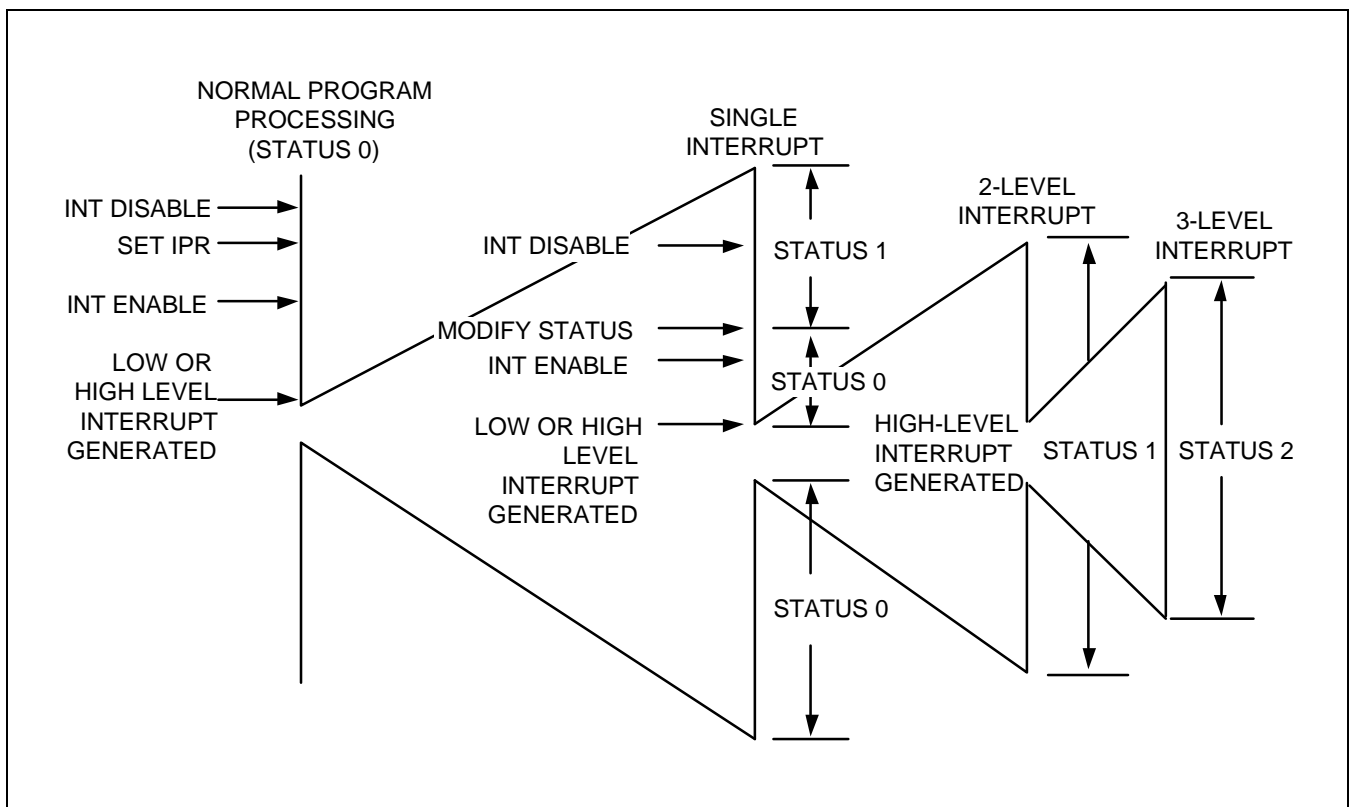 NORMAL PROGRAM
PROCESSING
(STATUS 0)
INT DISABLE
SET IPR
INT ENABLE
LOW OR
HIGH LEVEL
INTERRUPT
GENERATED
SINGLE
INTERRUPT
INT DISABLE
MODIFY STATUS
INT ENABLE
LOW OR HIGH
LEVEL
INTERRUPT
GENERATED
STATUS 1
STATUS 0
STATUS 0
2-LEVEL
INTERRUPT
HIGH-LEVEL
INTERRUPT
GENERATED
STATUS 1
3-LEVEL
INTERRUPT
STATUS 2